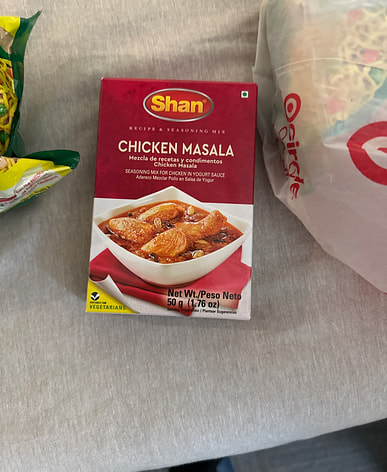 Shan
RECIPE & SEASONING MIX
CHICKEN MASALA
Mezcla de recetas y condimentos
Chicken Masala
SEASONING MIX FOR CHICKEN IN YOGURT SAUCE
Aderezo Mezclar Pollo en Salsa de Yogur
VEGETARIANS
Net Wt./Peso Neto
50 g (1.76 oz)
circle